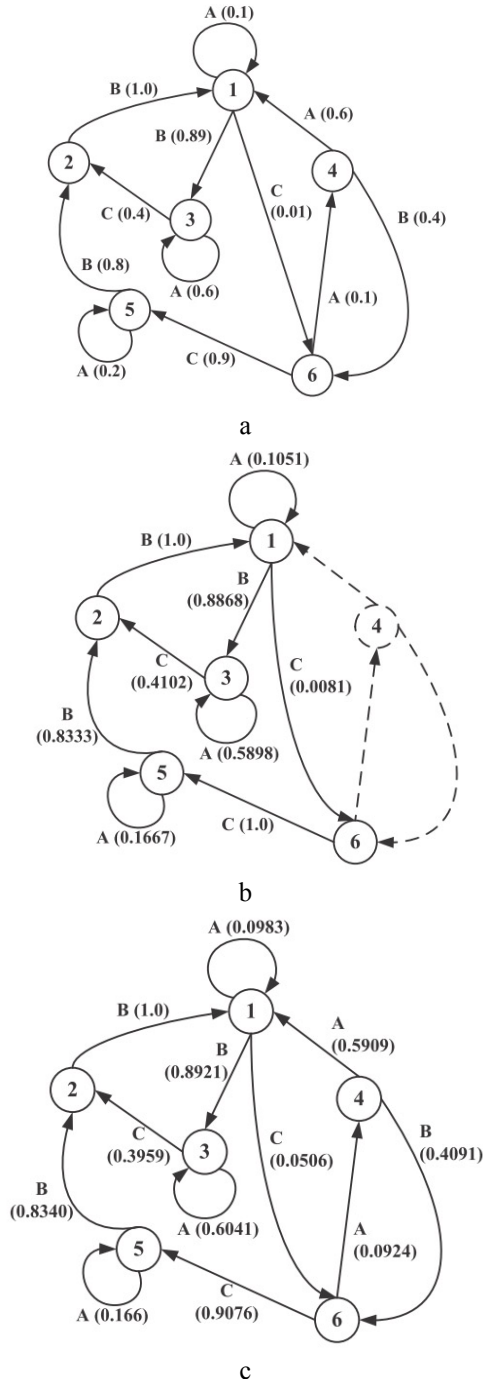 A (0.1)
1
B (1.0)
A (0.6)
B (0.89)
2
4
C
(0.01)
C (0.4)
3
B (0.4)
B (0.8)
A (0.6)
A (0.1)
5
C (0.9)
A (0.2)
6
a
A (0.1051)
B (1.0)
1
B
(0.8868)
2
4
C
(0.4102)
C
(0.0081)
3
B
(0.8333)
A (0.5898)
5
C (1.0)
A (0.1667)
6
b
A (0.0983)
B (1.0)
1
A
(0.5909)
B
(0.8921)
2
4
C
(0.3959)
3
C
(0.0506)
B
(0.4091)
B
(0.8340)
A (0.6041)
5
A
(0.0924)
C
(0.9076)
A (0.166)
6
c